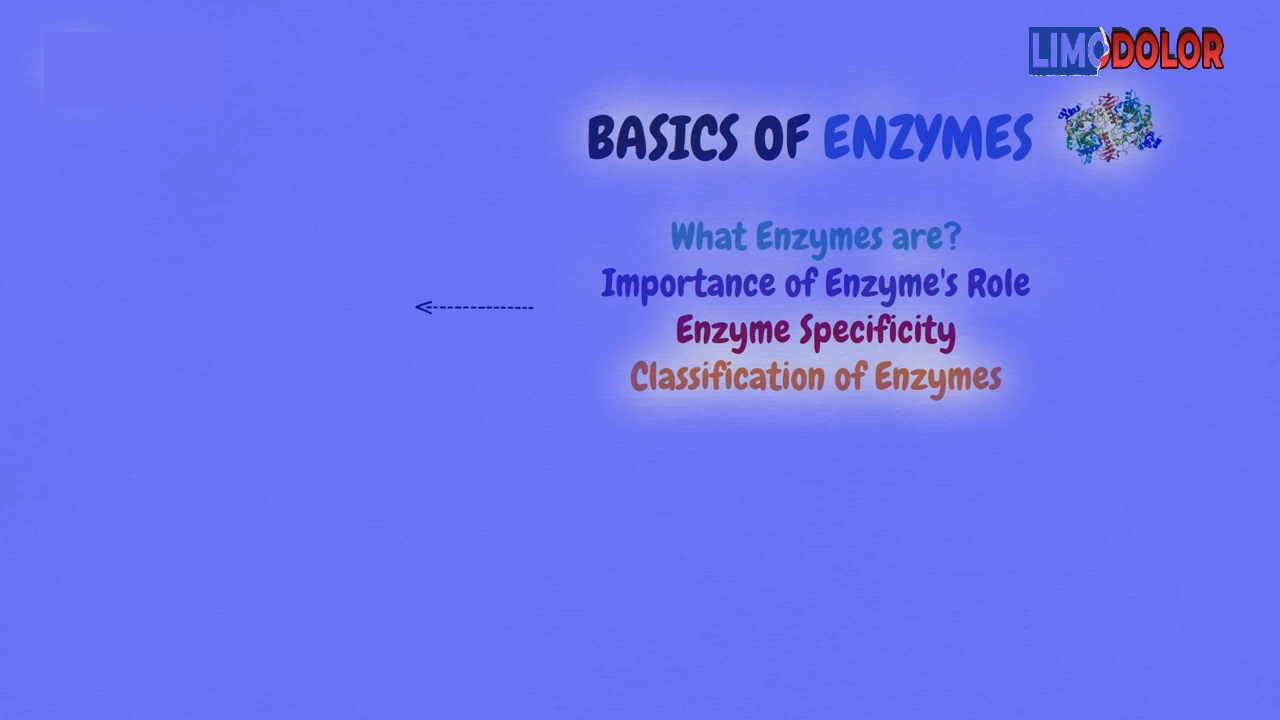 LIMODOLOR
BASICS OF ENZYMES
What Enzymes are?
Importance of Enzyme's Role
Enzyme Specificity
Classification of Enzymes